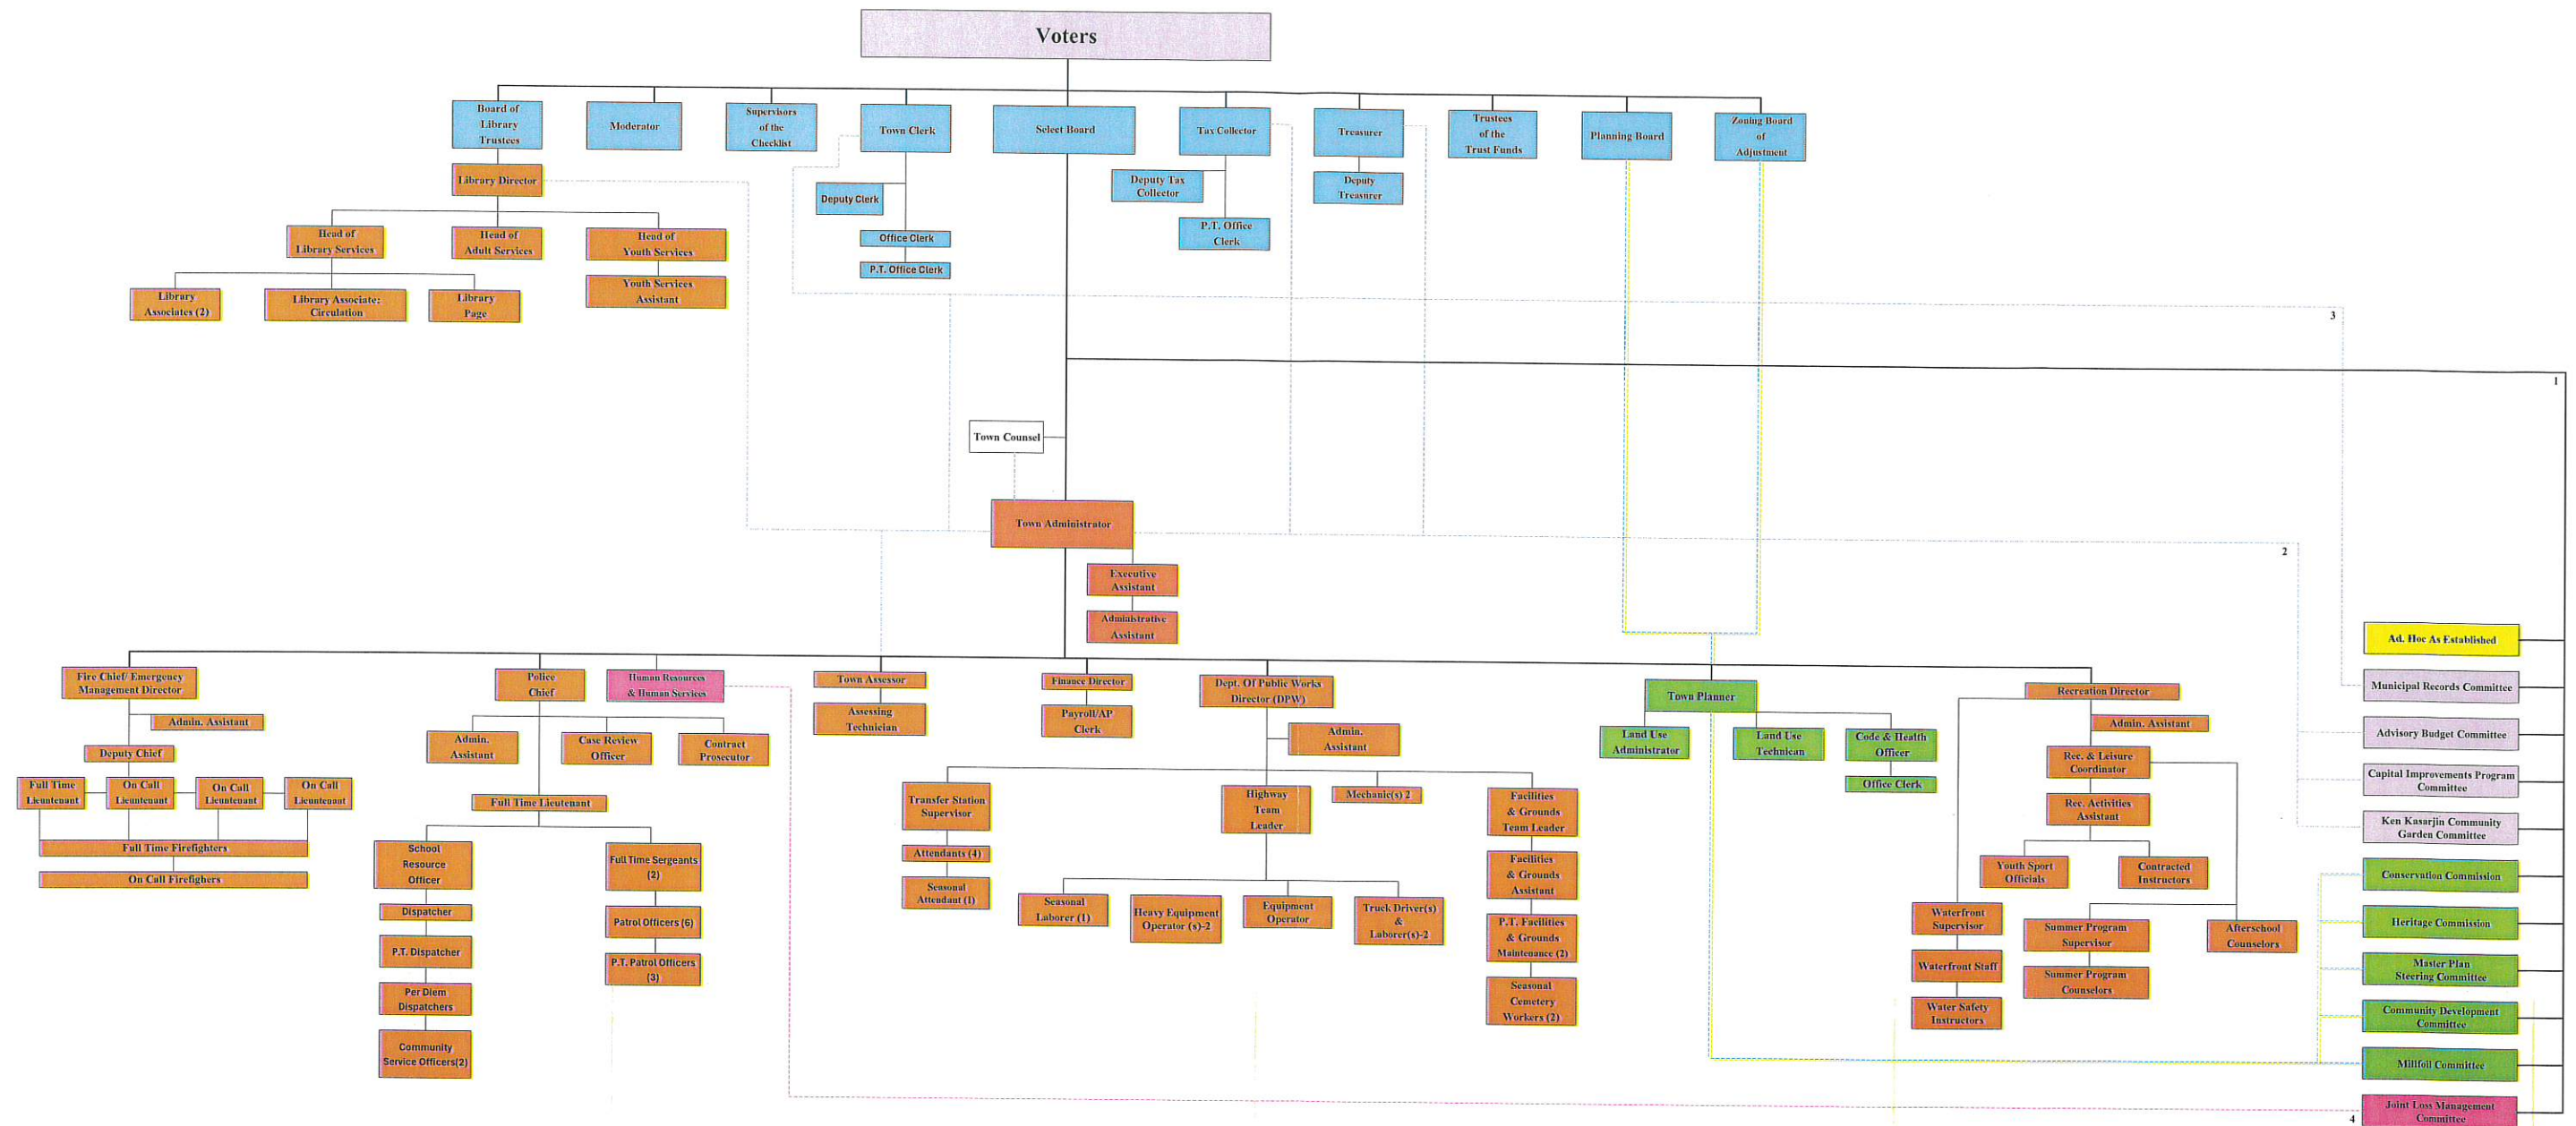 Voters
Board of
Library
Trustees
Moderator
Supervisors
of the
Checklist
Town Clerk
Select Board
Tax Collector
Treasurer
Trustees
of the
Trust Funds
Planning Board
Zoning Board
of
Adjustment
Library Director
Deputy Clerk
Deputy Tax
Collector
Deputy
Treasurer
Head of
Library Services
Head of
Adult Services
Head of
Youth Services
Office Clerk
P.T. Office
Clerk
P.T. Office Clerk
Library
Associates (2)
Library Associate:
Circulation
Library
Page
Youth Services
Assistant
3
1
Town Counsel
Town Administrator
2
Executive
Assistant
Administrative
Assistant
Fire Chief/ Emergency
Management Director
Admin. Assistant
Deputy Chief
Full Time
Lieutenant
On Call
Lieutenant
On Call
Lieutenant
On Call
Lieutenant
Full Time Firefighters
On Call Firefighers
Police
Chief
Admin.
Assistant
Case Review
Officer
Contract
Prosecutor
Full Time Lieutenant
School
Resource
Officer
Dispatcher
P.T. Dispatcher
Per Diem
Dispatchers
Community
Service Officers(2)
Full Time Sergeants
(2)
Patrol Officers (6)
P.T. Patrol Officers
(3)
Human Resources
& Human Services
Town Assessor
Assessing
Technician
Finance Director
Payroll/AP
Clerk
Dept. Of Public Works
Director (DPW)
Admin.
Assistant
Transfer Station
Supervisor
Attendants (4)
Seasonal
Attendant (1)
Highway
Team
Leader
Mechanic(s) 2
Seasonal
Laborer (1)
Heavy Equipment
Operator (s)-2
Equipment
Operator
Truck Driver(s)
&
Laborer(s)-2
Facilities
& Grounds
Team Leader
Facilities
& Grounds
Assistant
P.T. Facilities
& Grounds
Maintenance (2)
Seasonal
Cemetery
Workers (2)
Town Planner
Land Use
Administrator
Land Use
Technican
Code & Health
Officer
Office Clerk
Recreation Director
Admin. Assistant
Rec. & Leisure
Coordinator
Rec. Activities
Assistant
Youth Sport
Officials
Contracted
Instructors
Waterfront
Supervisor
Waterfront Staff
Water Safety
Instructors
Summer Program
Supervisor
Summer Program
Counselors
Afterschool
Counselors
Ad. Hoc As Established
Municipal Records Committee
Advisory Budget Committee
Capital Improvements Program
Committee
Ken Kasarjin Community
Garden Committee
Conservation Commission
Heritage Commission
Master Plan
Steering Committee
Community Development
Committee
Millfoil Committee
Joint Loss Management
Committee
4